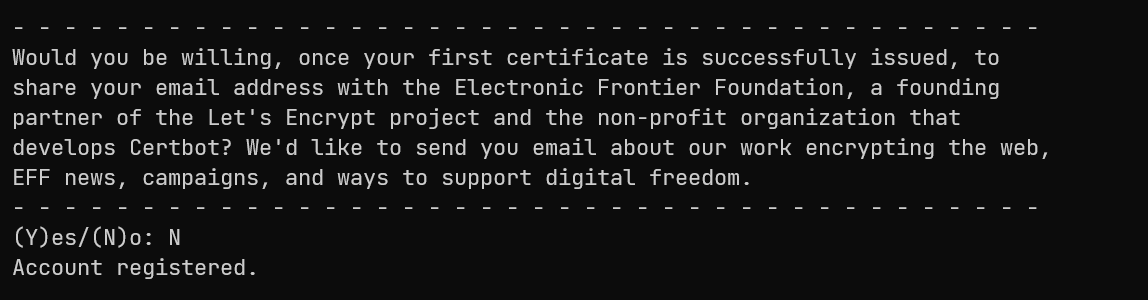 - - - - - - - - - - - - - - - - - - - - - - - - - - - - - - - - - - - - - - - -
Would you be willing, once your first certificate is successfully issued, to
share your email address with the Electronic Frontier Foundation, a founding
partner of the Let's Encrypt project and the non-profit organization that
develops Certbot? We'd like to send you email about our work encrypting the web,
EFF news, campaigns, and ways to support digital freedom.
- - - - - - - - - - - - - - - - - - - - - - - - - - - - - - - - - - - - - - - -
(Y)es/(N)o: N
Account registered.